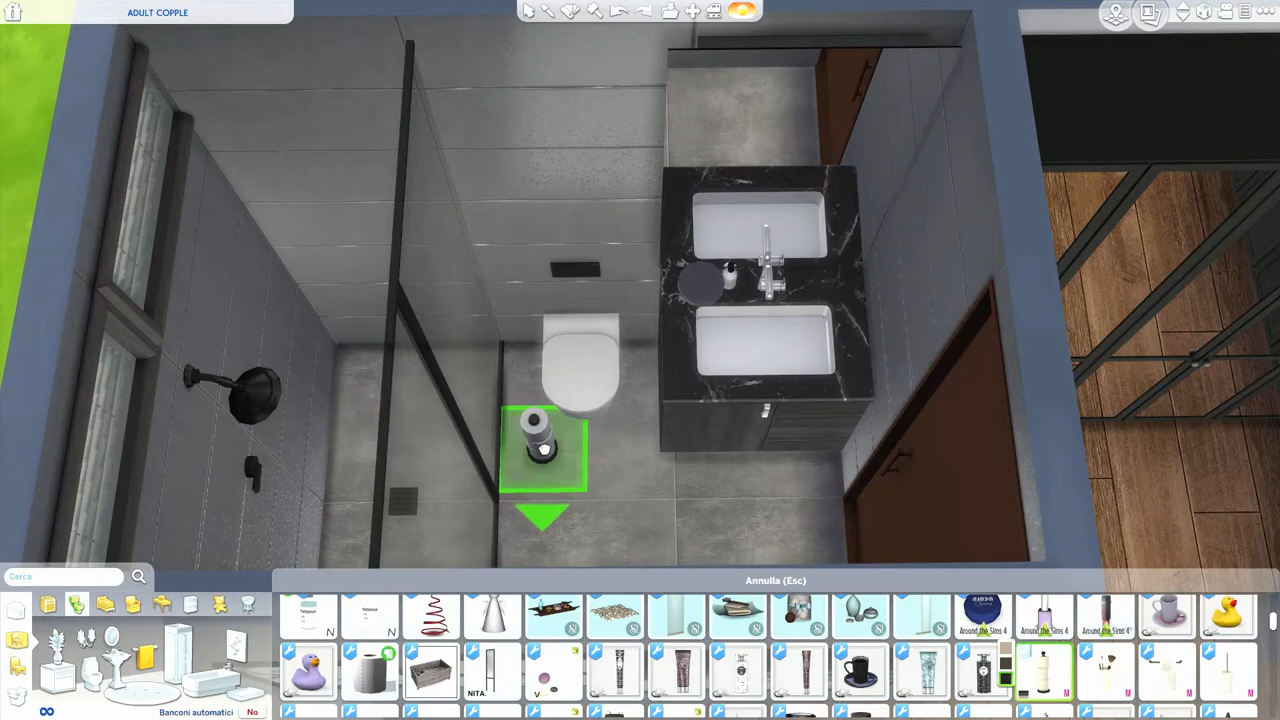 ADULT COPPLE
Cerca
Annulla (Esc)
N
N
S
S
S
S
S
S
S
Around the Sims 4
Around the Sims 4
Around the Sims 4
NITA.
V
M
M
M
M
Banconi automatici
No